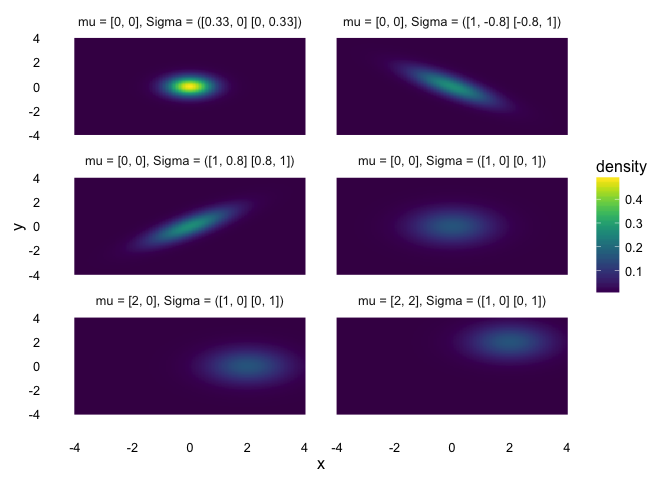 mu = [0, 0], Sigma = ([0.33, 0] [0, 0.33])
mu = [0, 0], Sigma = ([1, -0.8] [-0.8, 1])
4
2
0
-2
-4
mu = [0, 0], Sigma = ([1, 0.8] [0.8, 1])
mu = [0, 0], Sigma = ([1, 0] [0, 1])
4
2
0
-2
-4
mu = [2, 0], Sigma = ([1, 0] [0, 1])
mu = [2, 2], Sigma = ([1, 0] [0, 1])
4
2
0
-2
-4
y
-4 -2 0 2 4
-4 -2 0 2 4
x
density
0.4
0.3
0.2
0.1